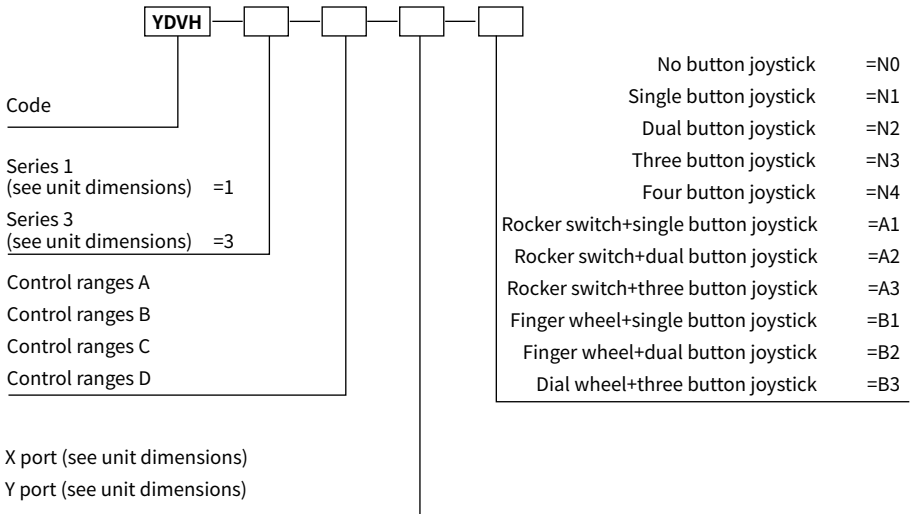 YDVH
Code
Series 1
(see unit dimensions) =1
Series 3
(see unit dimensions) =3
Control ranges A
Control ranges B
Control ranges C
Control ranges D
X port (see unit dimensions)
Y port (see unit dimensions)
No button joystick =N0
Single button joystick =N1
Dual button joystick =N2
Three button joystick =N3
Four button joystick =N4
Rocker switch+single button joystick =A1
Rocker switch+dual button joystick =A2
Rocker switch+three button joystick =A3
Finger wheel+single button joystick =B1
Finger wheel+dual button joystick =B2
Dial wheel+three button joystick =B3